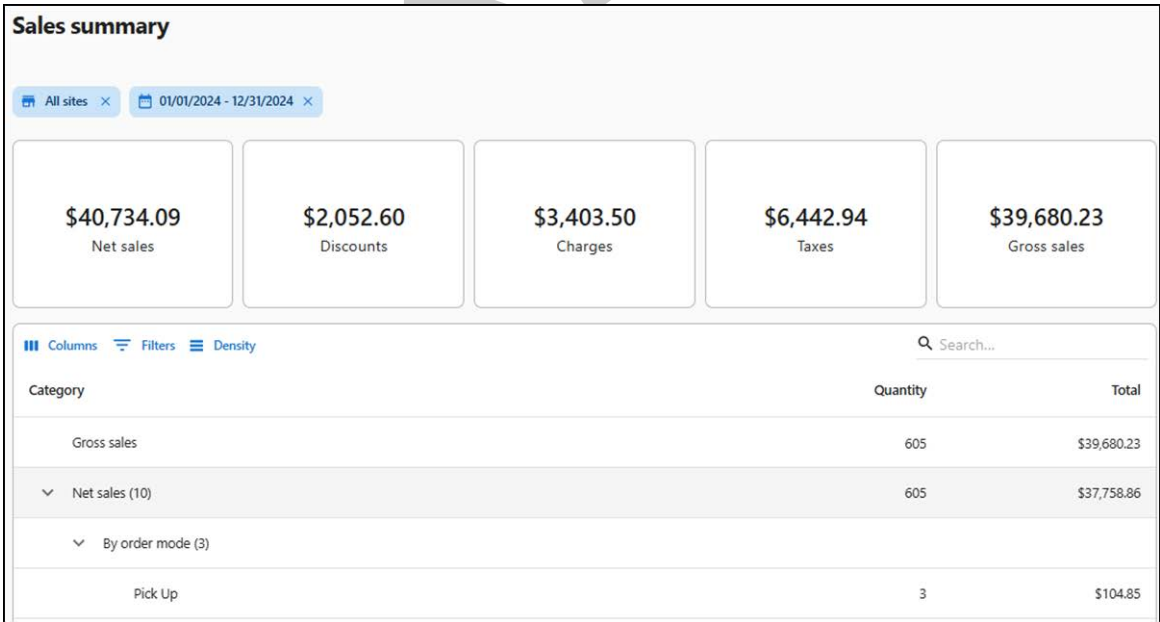 Sales summary
All sites
01/01/2024 - 12/31/2024
$40,734.09 $2,052.60 $3,403.50 $6,442.94 $39,680.23
Net sales Discounts Charges Taxes Gross sales
Columns Filters Density Search...
Category Quantity Total
Gross sales 605 $39,680.23
Net sales (10) 605 $37,758.86
By order mode (3)
Pick Up 3 $104.85